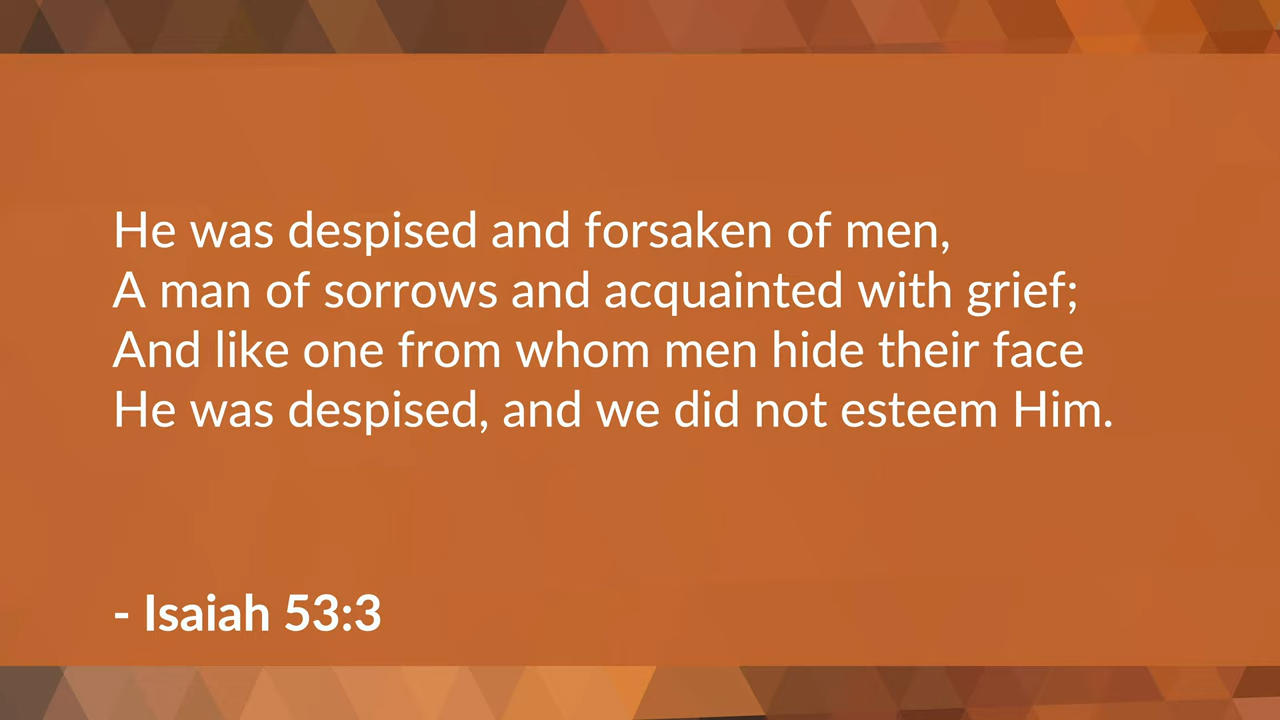 He was despised and forsaken of men,
A man of sorrows and acquainted with grief;
And like one from whom men hide their face
He was despised, and we did not esteem Him.
- Isaiah 53:3